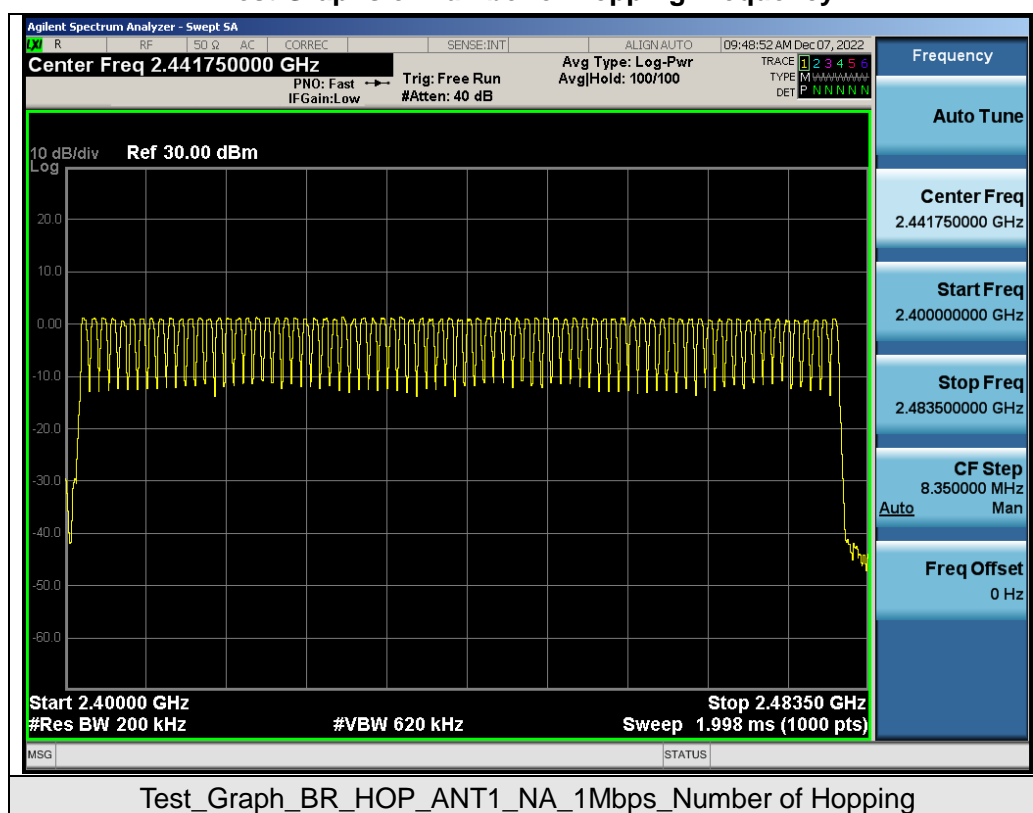 Agilent Spectrum Analyzer - Swept SA
LXI R RF 50 Ω AC CORREC SENSE:INT ALIGN AUTO 09:48:52 AM Dec 07, 2022
Center Freq 2.441750000 GHz
PNO: Fast
IFGain:Low
Trig: Free Run
#Atten: 40 dB
Avg Type: Log-Pwr
Avg|Hold: 100/100
TRACE 1 2 3 4 5 6
TYPE M
DET P N N N N N
10 dB/div Ref 30.00 dBm
Log
20.0
10.0
0.00
-10.0
-20.0
-30.0
-40.0
-50.0
-60.0
Start 2.40000 GHz Stop 2.48350 GHz
#Res BW 200 kHz #VBW 620 kHz Sweep 1.998 ms (1000 pts)
MSG STATUS
Frequency
Auto Tune
Center Freq
2.441750000 GHz
Start Freq
2.400000000 GHz
Stop Freq
2.483500000 GHz
CF Step
8.350000 MHz
Auto Man
Freq Offset
0 Hz
Test_Graph_BR_HOP_ANT1_NA_1Mbps_Number of Hopping